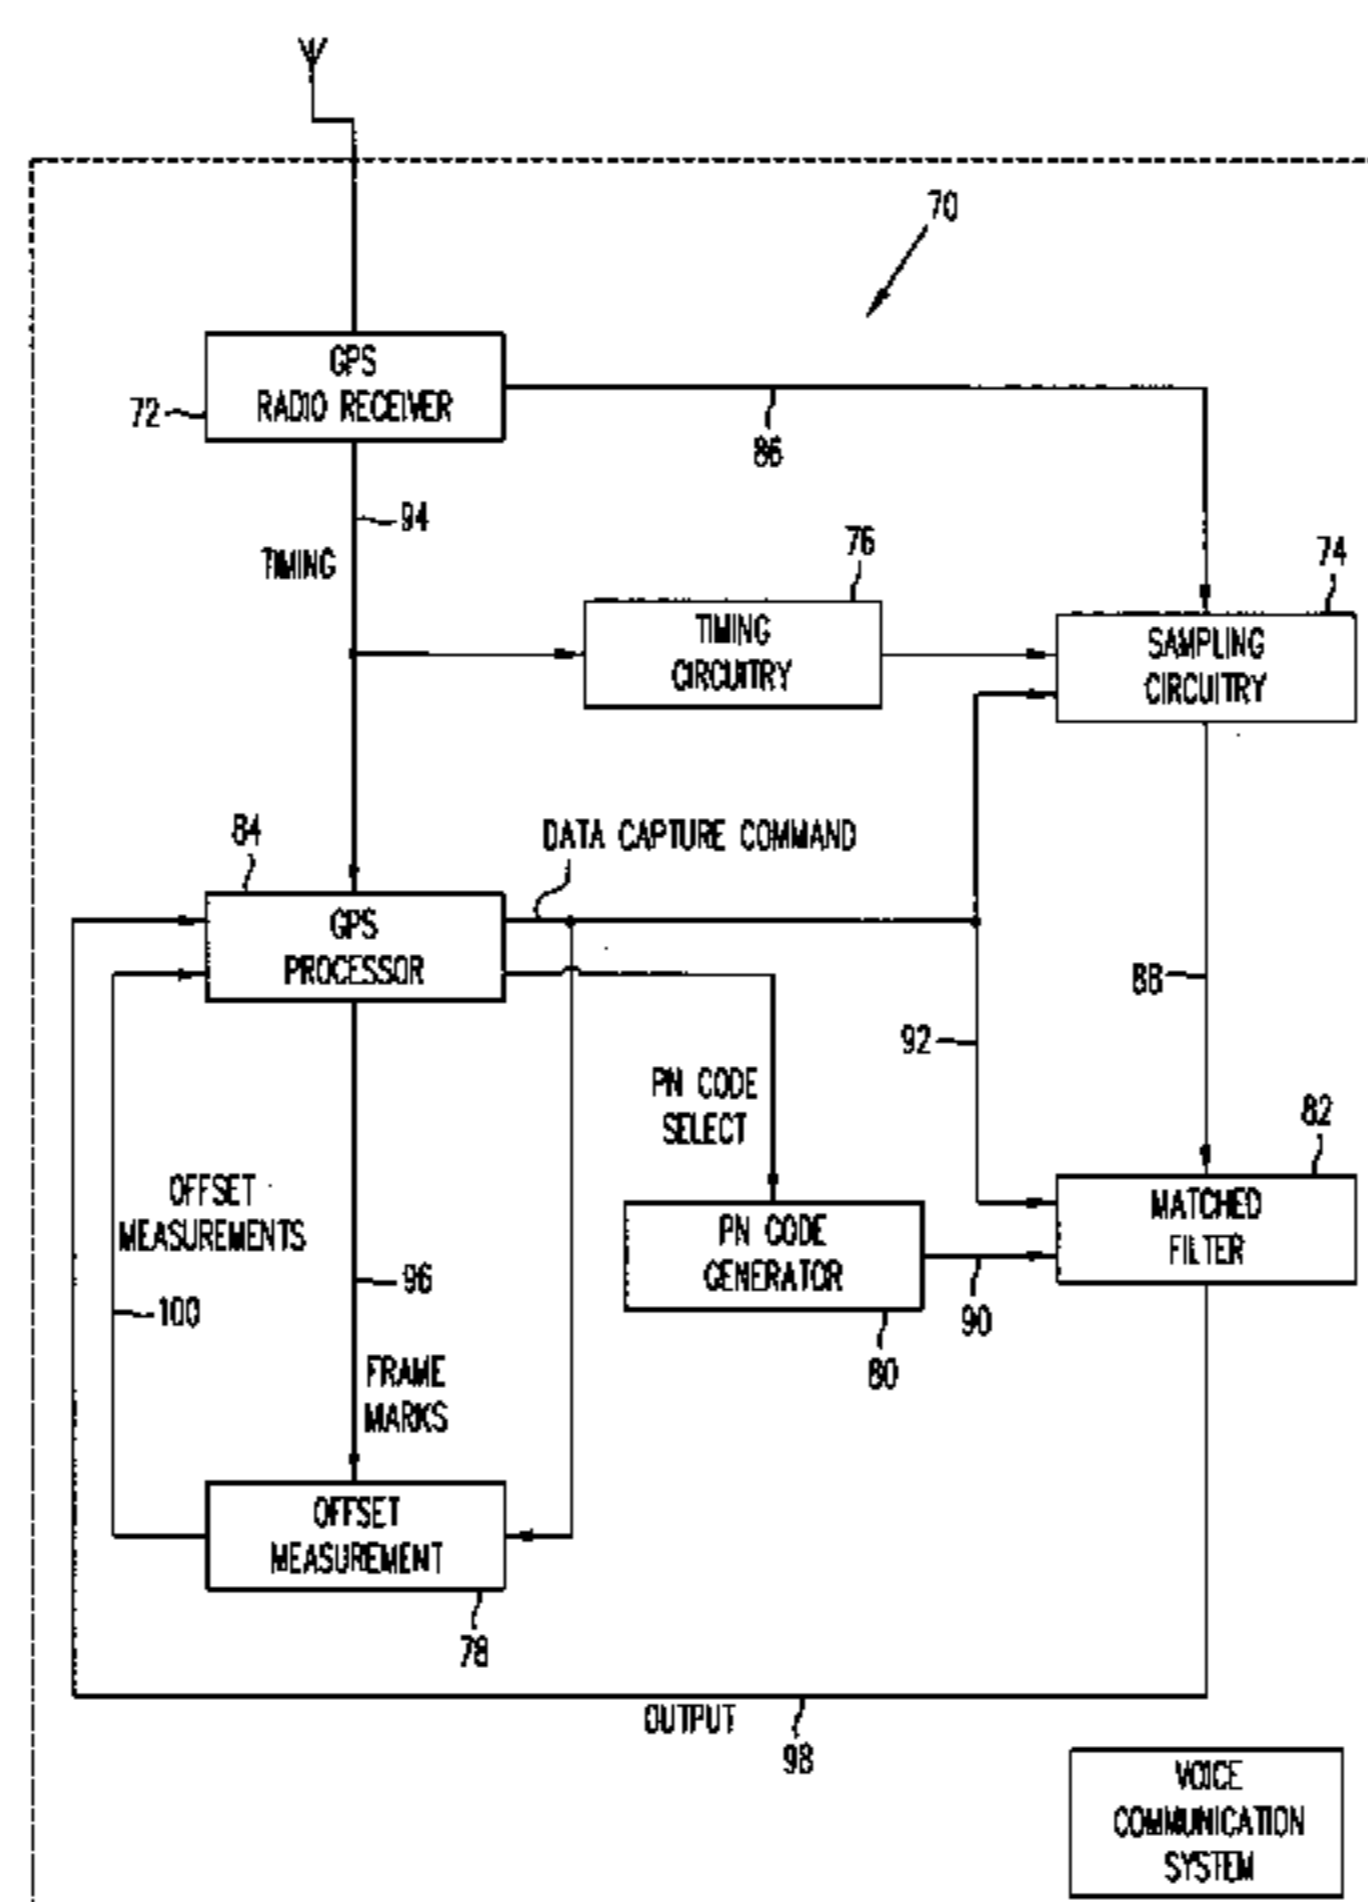 70
GPS
RADIO RECEIVER
72
86
94
TIMING
76
74
TIMING
CIRCUITRY
SAMPLING
CIRCUITRY
84
DATA CAPTURE COMMAND
GPS
PROCESSOR
88
92
PN CODE
SELECT
82
OFFSET
MEASUREMENTS
MATCHED
FILTER
PN CODE
GENERATOR
96
100
90
80
FRAME
MARKS
OFFSET
MEASUREMENT
78
OUTPUT
98
VOICE
COMMUNICATION
SYSTEM